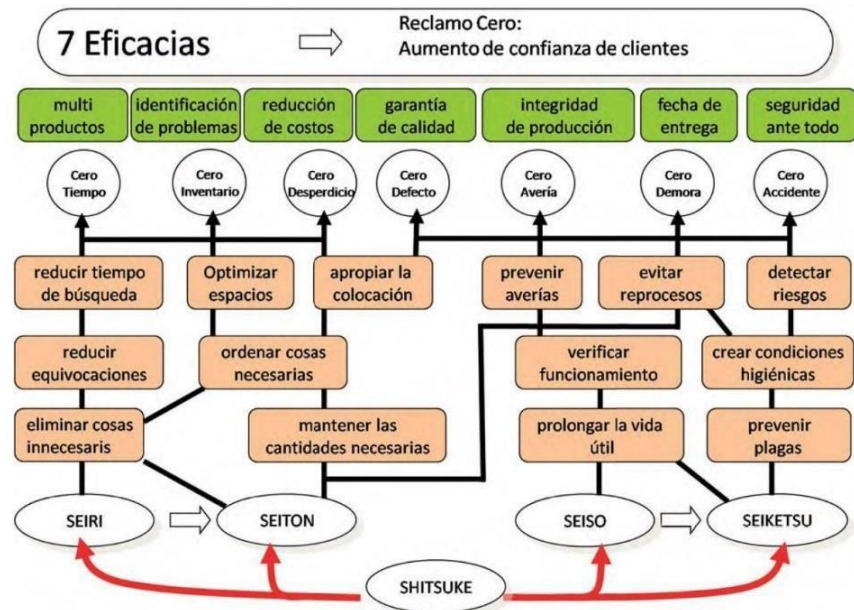 7 Eficacias
Reclamo Cero:
Aumento de confianza de clientes
multi
productos
identificación
de problemas
reducción
de costos
garantía
de calidad
integridad
de producción
fecha de
entrega
seguridad
ante todo
Cero
Tiempo
Cero
Inventario
Cero
Desperdicio
Cero
Defecto
Cero
Avería
Cero
Demora
Cero
Accidente
reducir tiempo
de búsqueda
Optimizar
espacios
apropiar la
colocación
prevenir
averías
evitar
reprocesos
detectar
riesgos
reducir
equivocaciones
ordenar cosas
necesarias
verificar
funcionamiento
crear condiciones
higiénicas
eliminar cosas
innecesaris
mantener las
cantidades necesarias
prolongar la vida
útil
prevenir
plagas
SEIRI
SEITON
SEISO
SEIKETSU
SHITSUKE